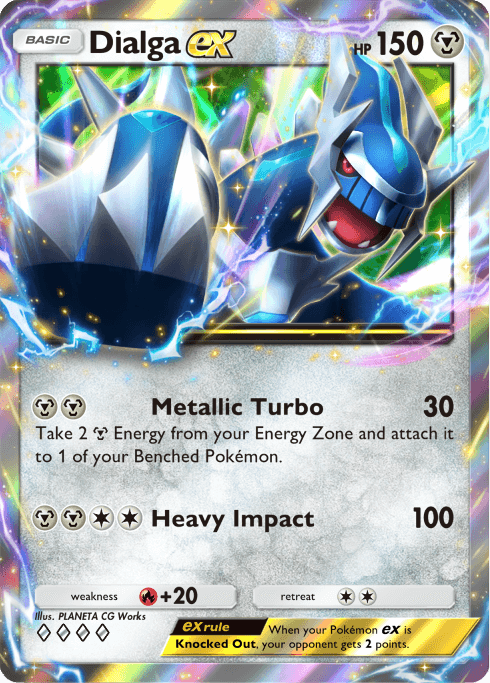 BASIC Dialga ex HP 150
Metallic Turbo 30
Take 2 Energy from your Energy Zone and attach it
to 1 of your Benched Pokémon.
Heavy Impact 100
weakness +20 retreat
Illus. PLANETA CG Works
ex rule When your Pokémon ex is
Knocked Out, your opponent gets 2 points.